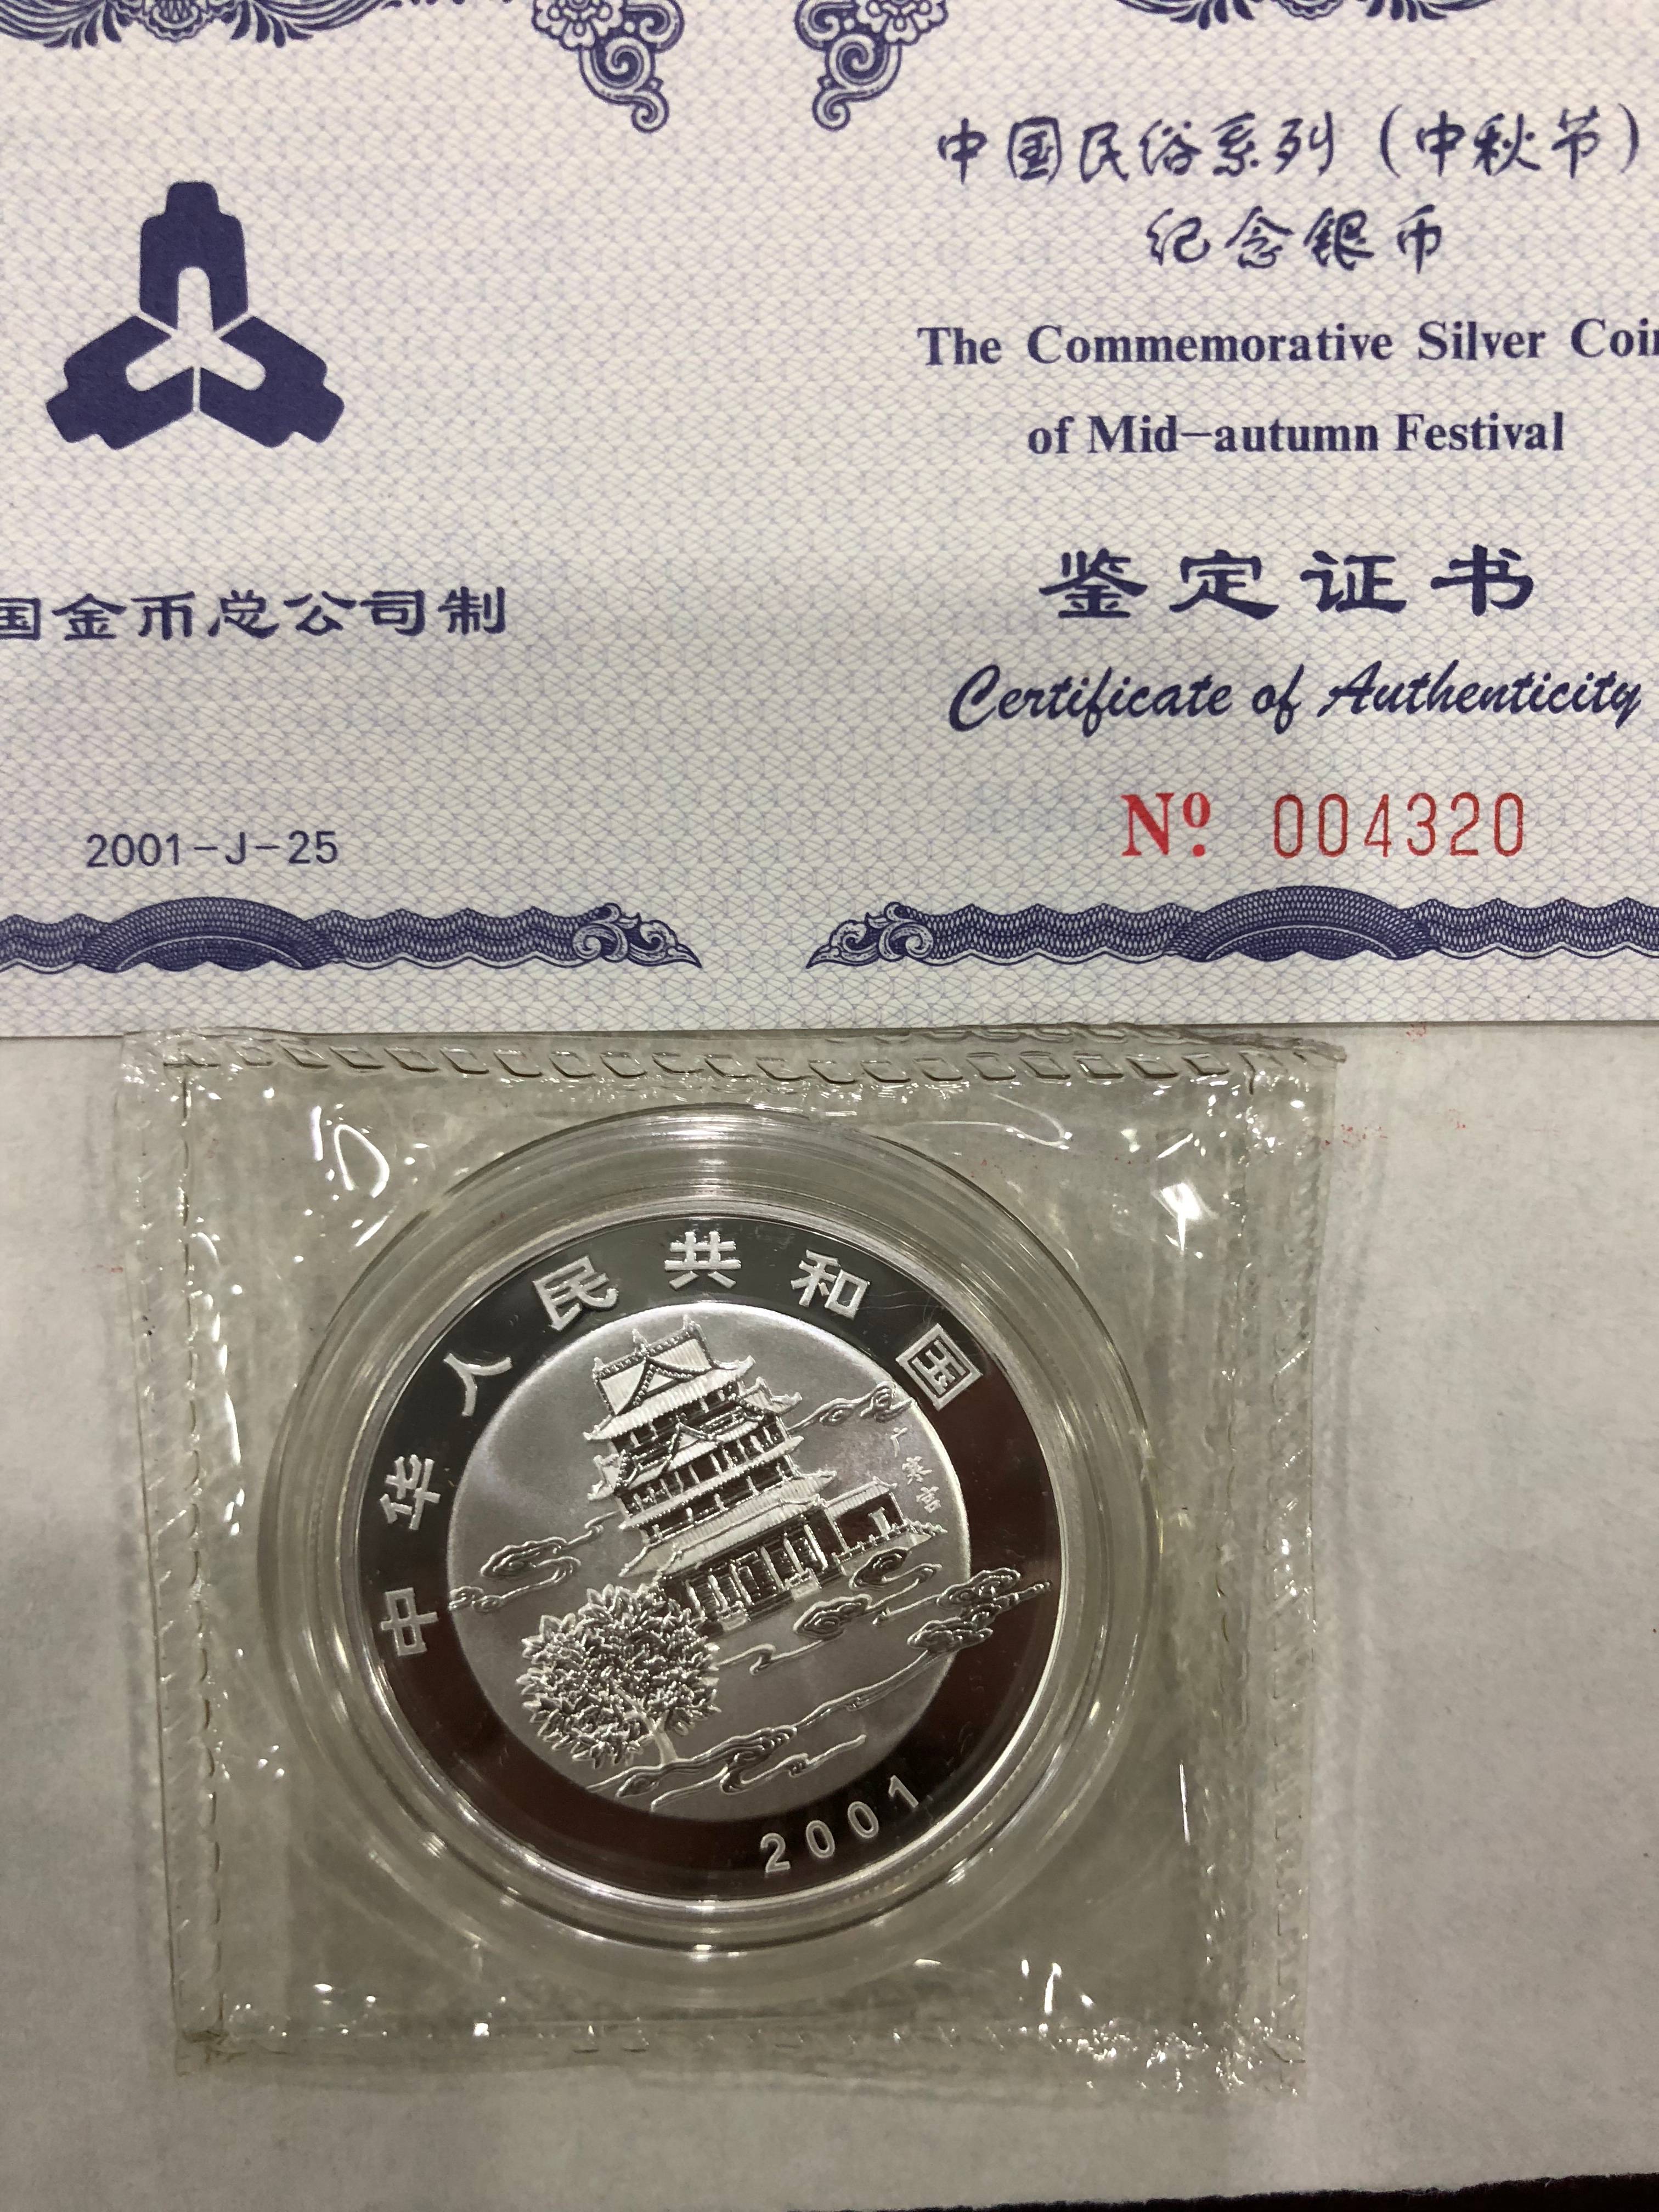 中国民俗系列（中秋节）
纪念银币
The Commemorative Silver Coin
of Mid-autumn Festival
国金币总公司制
鉴定证书
Certificate of Authenticity
2001-J-25
Nº 004320
中华人民共和国
广寒宫
2001